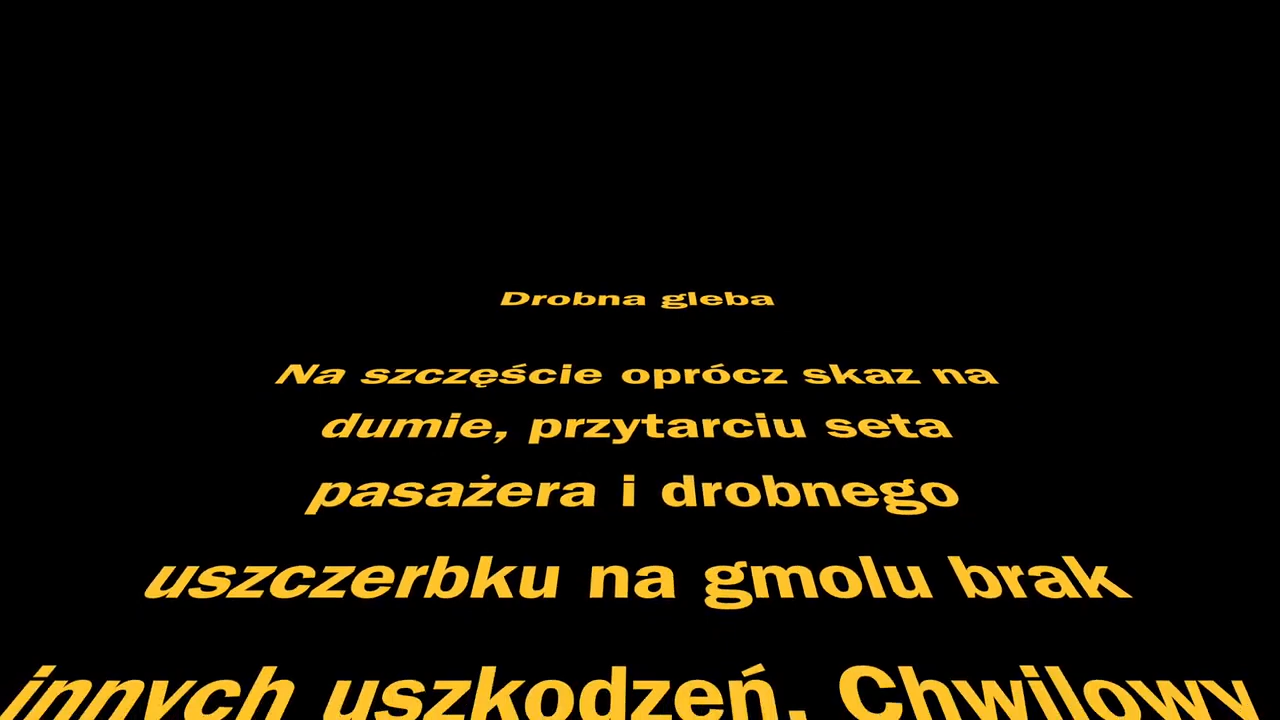 Drobna gleba
Na szczęście oprócz skaz na
dumie, przytarciu seta
pasażera i drobnego
uszczerbku na gmolu brak
innych uszkodzeń. Chwilowy